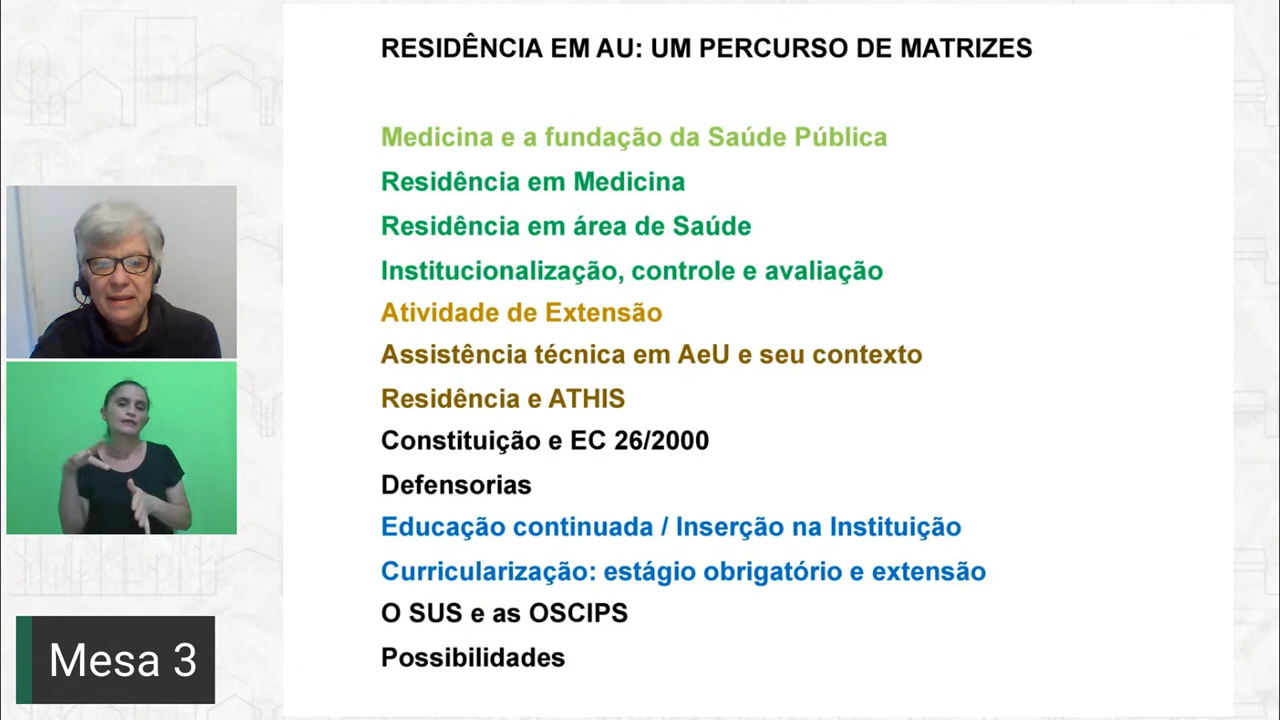 RESIDÊNCIA EM AU: UM PERCURSO DE MATRIZES
Medicina e a fundação da Saúde Pública
Residência em Medicina
Residência em área de Saúde
Institucionalização, controle e avaliação
Atividade de Extensão
Assistência técnica em AeU e seu contexto
Residência e ATHIS
Constituição e EC 26/2000
Defensorias
Educação continuada / Inserção na Instituição
Curricularização: estágio obrigatório e extensão
O SUS e as OSCIPS
Possibilidades
Mesa 3